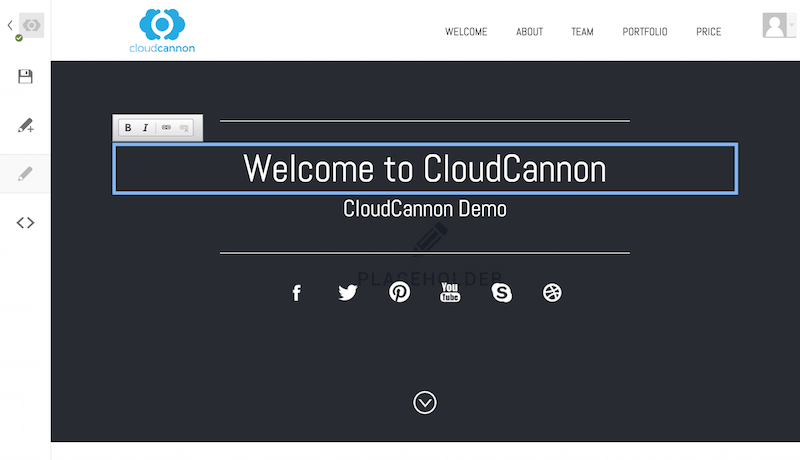 cloudcannon
WELCOME ABOUT TEAM PORTFOLIO PRICE
B I
Welcome to CloudCannon
CloudCannon Demo
PLACEHOLDER
f You Tube S